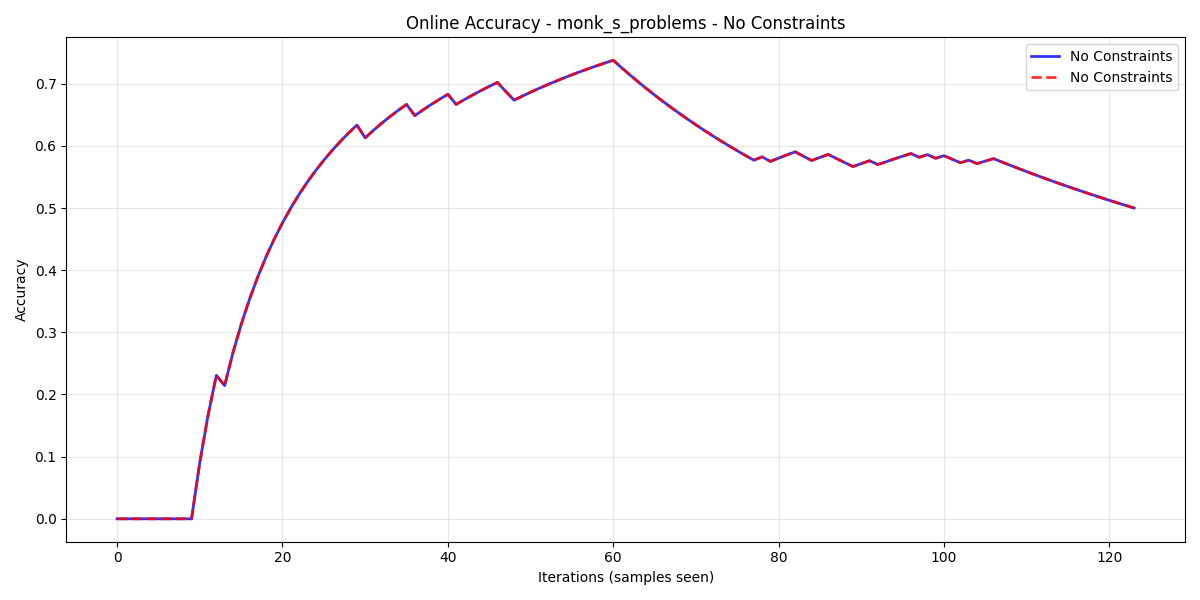 Online Accuracy - monk_s_problems - No Constraints
No Constraints
No Constraints
Accuracy
0.7
0.6
0.5
0.4
0.3
0.2
0.1
0.0
0 20 40 60 80 100 120
Iterations (samples seen)